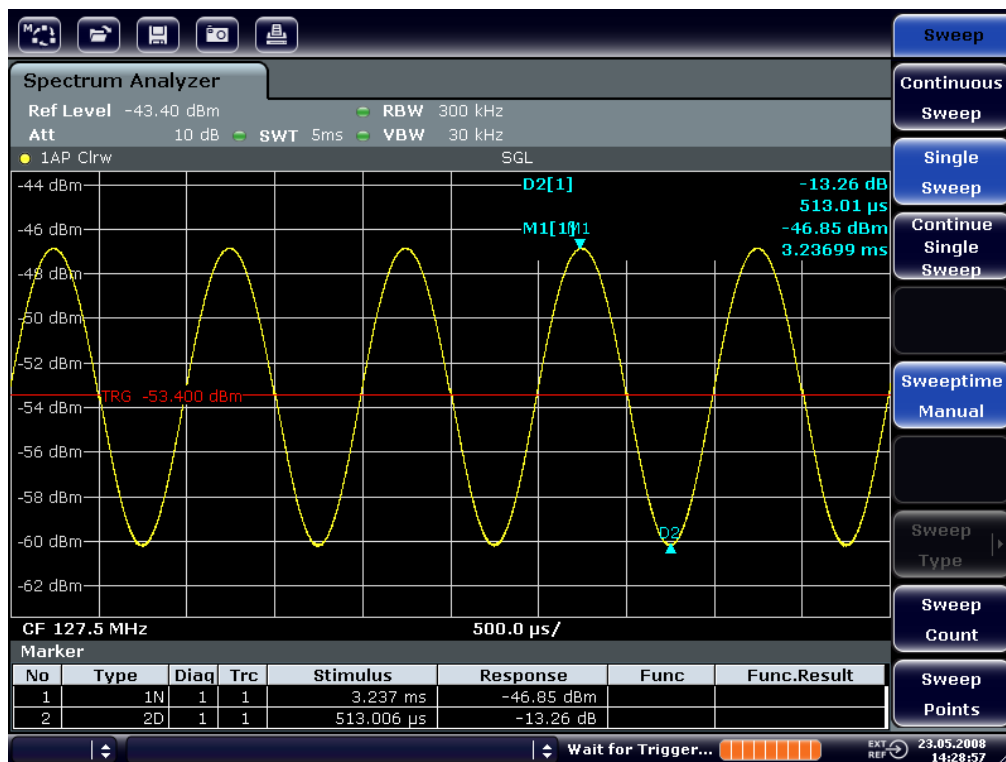 M
Sweep
Spectrum Analyzer
Ref Level -43.40 dBm RBW 300 kHz
Att 10 dB SWT 5ms VBW 30 kHz
1AP Clrw SGL
-44 dBm
D2[1] -13.26 dB
513.01 µs
-46 dBm
M1[1] M1 -46.85 dBm
3.23699 ms
-48 dBm
-50 dBm
-52 dBm
TRG -53.400 dBm
-54 dBm
-56 dBm
-58 dBm
D2
-60 dBm
-62 dBm
CF 127.5 MHz 500.0 µs/
Marker
No Type Diag Trc Stimulus Response Func Func.Result
1 1N 1 1 3.237 ms -46.85 dBm
2 2D 1 1 513.006 µs -13.26 dB
Continuous
Sweep
Single
Sweep
Continue
Single
Sweep
Sweeptime
Manual
Sweep
Type
Sweep
Count
Sweep
Points
Wait for Trigger...
EXT
REF
23.05.2008
14:28:57